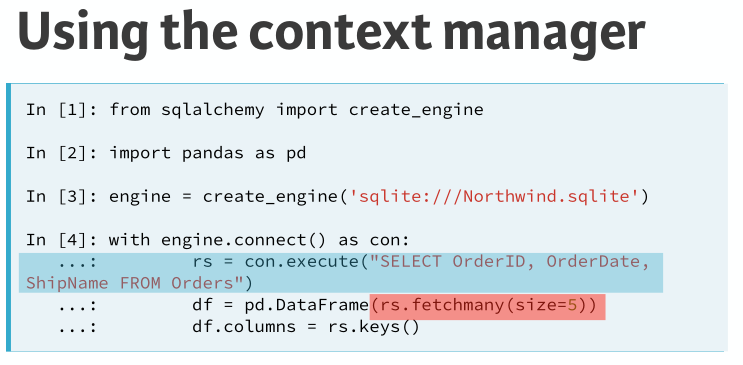 Using the context manager
In [1]: from sqlalchemy import create_engine
In [2]: import pandas as pd
In [3]: engine = create_engine('sqlite:///Northwind.sqlite')
In [4]: with engine.connect() as con:
...: rs = con.execute("SELECT OrderID, OrderDate,
ShipName FROM Orders")
...: df = pd.DataFrame(rs.fetchmany(size=5))
...: df.columns = rs.keys()